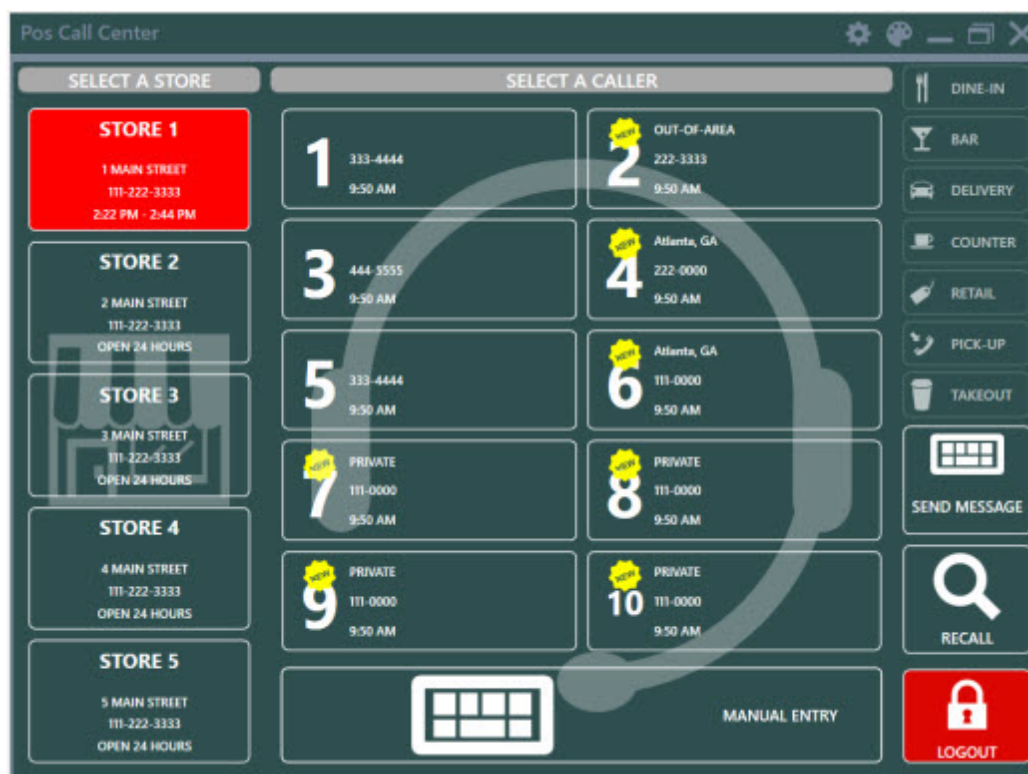 Pos Call Center
SELECT A STORE
STORE 1
1 MAIN STREET
111-222-3333
2:22 PM - 2:44 PM
STORE 2
2 MAIN STREET
111-222-3333
OPEN 24 HOURS
STORE 3
3 MAIN STREET
111-222-3333
OPEN 24 HOURS
STORE 4
4 MAIN STREET
111-222-3333
OPEN 24 HOURS
STORE 5
5 MAIN STREET
111-222-3333
OPEN 24 HOURS
SELECT A CALLER
1
333-4444
9:50 AM
NEW
2
OUT-OF-AREA
222-3333
9:50 AM
3
444-5555
9:50 AM
NEW
4
Atlanta, GA
222-0000
9:50 AM
5
333-4444
9:50 AM
NEW
6
Atlanta, GA
111-0000
9:50 AM
NEW
7
PRIVATE
111-0000
9:50 AM
NEW
8
PRIVATE
111-0000
9:50 AM
NEW
9
PRIVATE
111-0000
9:50 AM
NEW
10
PRIVATE
111-0000
9:50 AM
MANUAL ENTRY
DINE-IN
BAR
DELIVERY
COUNTER
RETAIL
PICK-UP
TAKEOUT
SEND MESSAGE
RECALL
LOGOUT